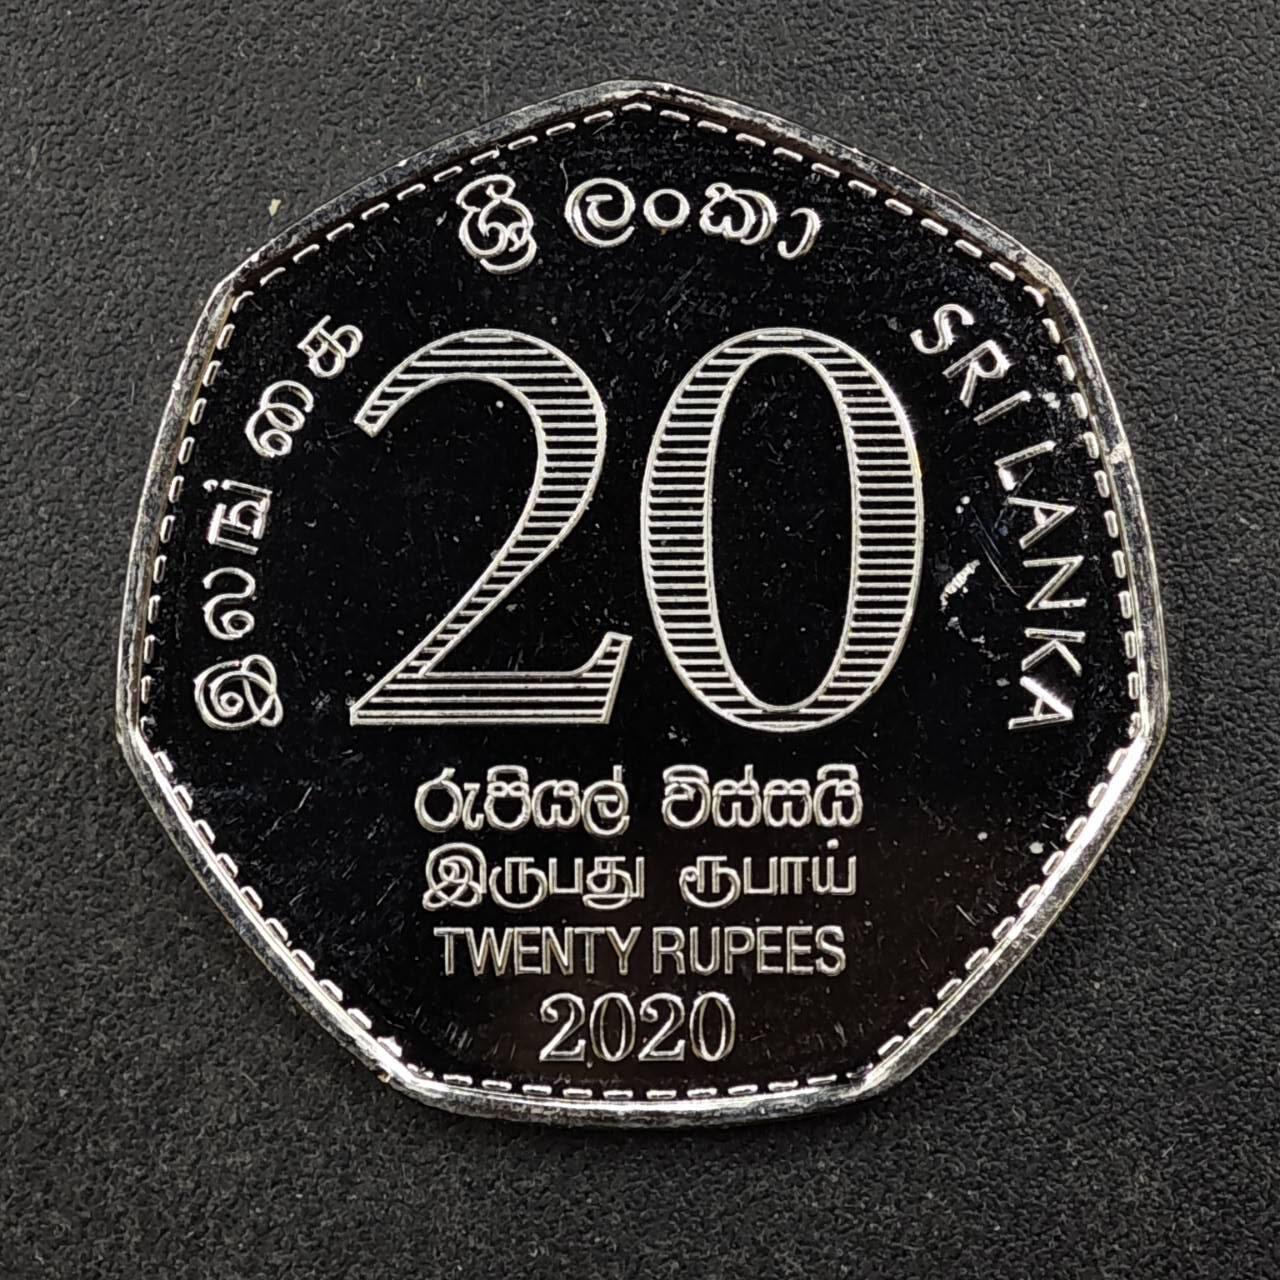 ශ්‍රී ලංකා
இலங்கை
SRI LANKA
20
රුපියල් විස්සයි
இருபது ரூபாய்
TWENTY RUPEES
2020